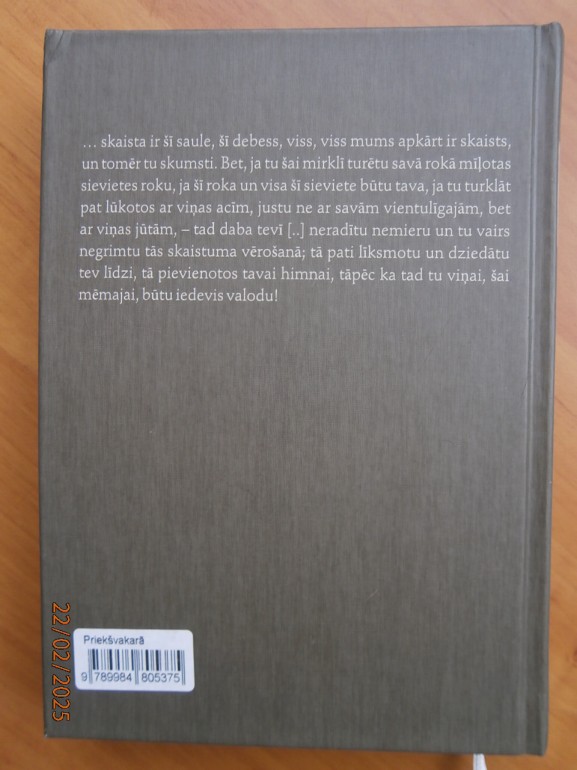 ... skaista ir šī saule, šī debess, viss, viss mums apkārt ir skaists,
un tomēr tu skumsti. Bet, ja tu šai mirklī turētu savā rokā mīļotas
sievietes roku, ja šī roka un visa šī sieviete būtu tava, ja tu turklāt
pat lūkotos ar viņas acīm, justu ne ar savām vientulīgajām, bet
ar viņas jūtām, – tad daba tevī [..] neradītu nemieru un tu vairs
negrimtu tās skaistuma vērošanā; tā pati līksmotu un dziedātu
tev līdzi, tā pievienotos tavai himnai, tāpēc ka tad tu viņai, šai
mēmajai, būtu iedevis valodu!
Priekšvakarā
9 789984 805375
22/02/2025